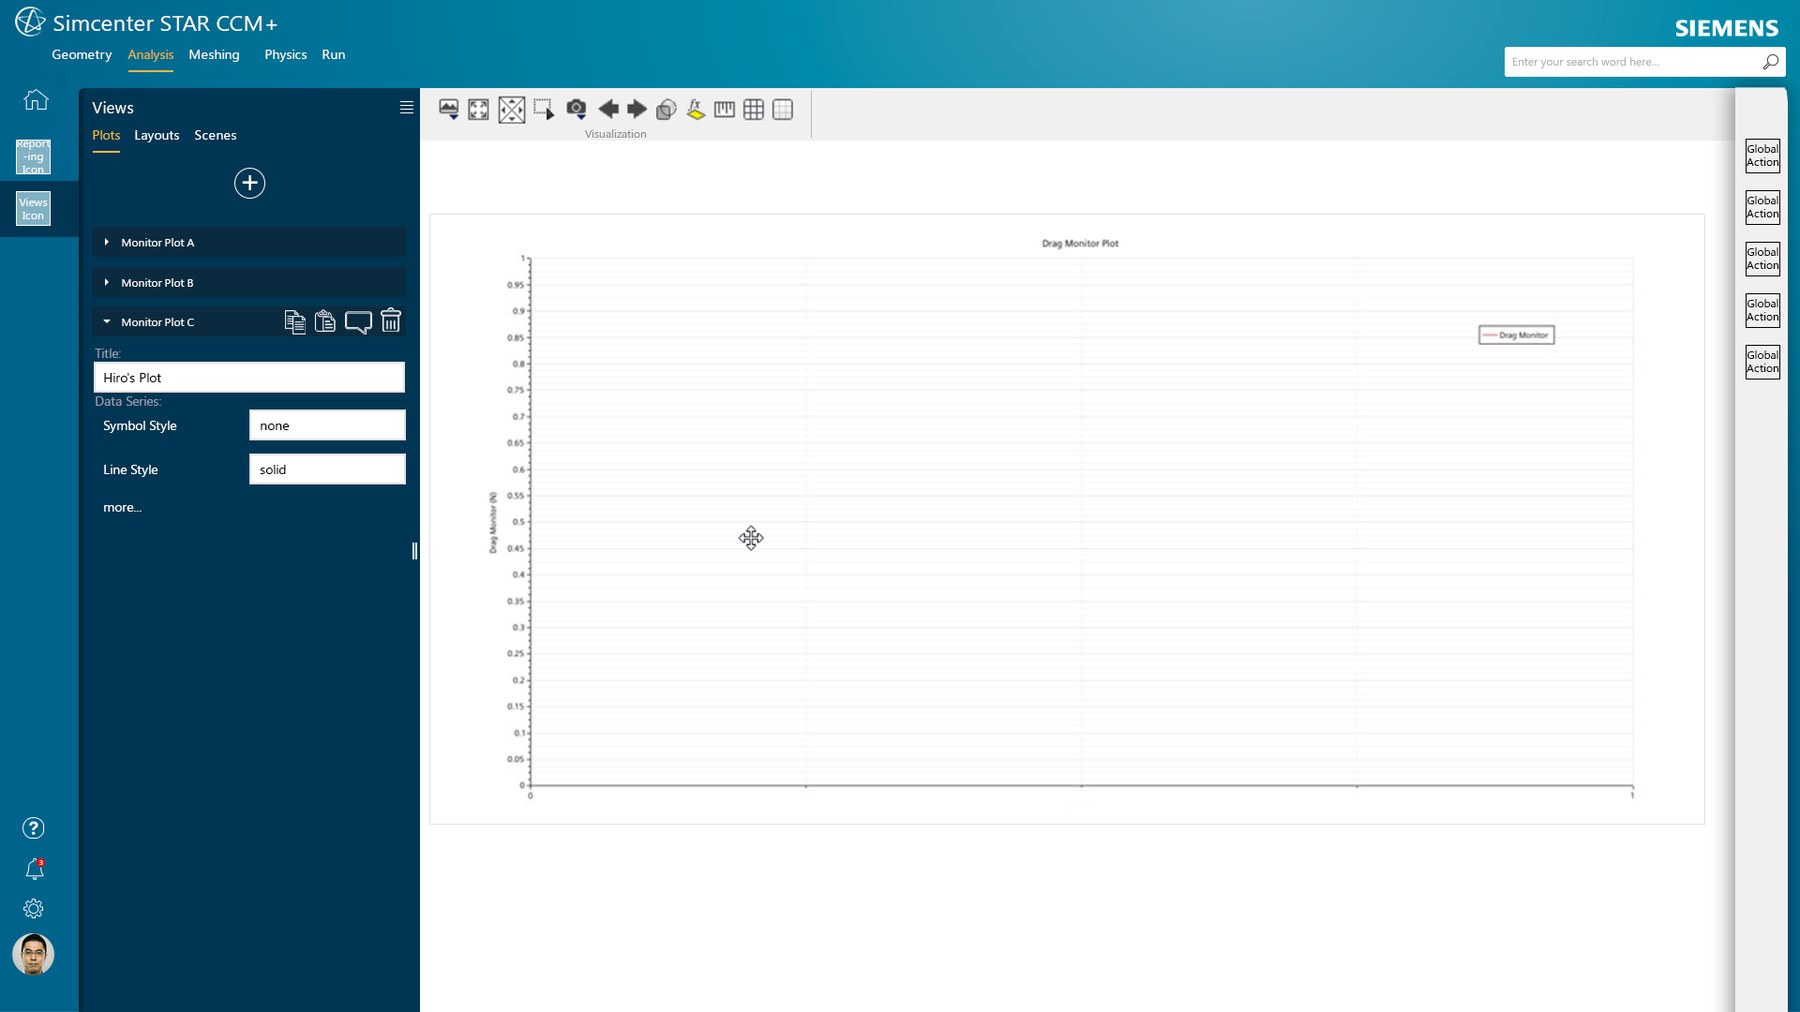 Simcenter STAR CCM+
SIEMENS
Geometry Analysis Meshing Physics Run
Enter your search word here...
Views
Plots Layouts Scenes
Report
-ing
Icon
Views
Icon
Monitor Plot A
Monitor Plot B
Monitor Plot C
Title:
Hiro's Plot
Data Series:
Symbol Style none
Line Style solid
more...
?
3
fx
Visualization
Drag Monitor Plot
Drag Monitor
Drag Monitor (N)
1
0.95
0.9
0.85
0.8
0.75
0.7
0.65
0.6
0.55
0.5
0.45
0.4
0.35
0.3
0.25
0.2
0.15
0.1
0.05
0
0 1
Global
Action
Global
Action
Global
Action
Global
Action
Global
Action